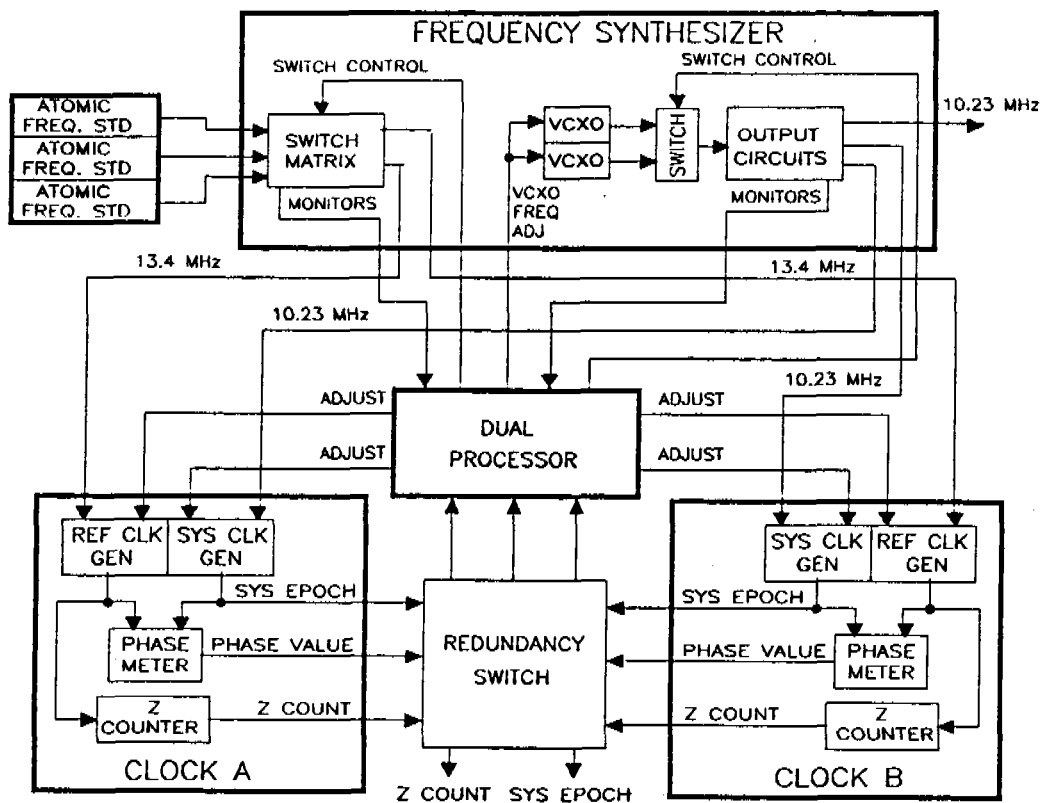 FREQUENCY SYNTHESIZER
SWITCH CONTROL
SWITCH CONTROL
ATOMIC
FREQ. STD
ATOMIC
FREQ. STD
ATOMIC
FREQ. STD
SWITCH
MATRIX
VCXO
VCXO
SWITCH
OUTPUT
CIRCUITS
10.23 MHz
MONITORS
VCXO
FREQ
ADJ
MONITORS
13.4 MHz
13.4 MHz
10.23 MHz
10.23 MHz
ADJUST
ADJUST
DUAL
PROCESSOR
ADJUST
ADJUST
REF CLK
GEN
SYS CLK
GEN
SYS EPOCH
PHASE
METER
PHASE VALUE
Z
COUNTER
Z COUNT
CLOCK A
REDUNDANCY
SWITCH
Z COUNT
SYS EPOCH
SYS CLK
GEN
REF CLK
GEN
SYS EPOCH
PHASE VALUE
PHASE
METER
Z COUNT
Z
COUNTER
CLOCK B